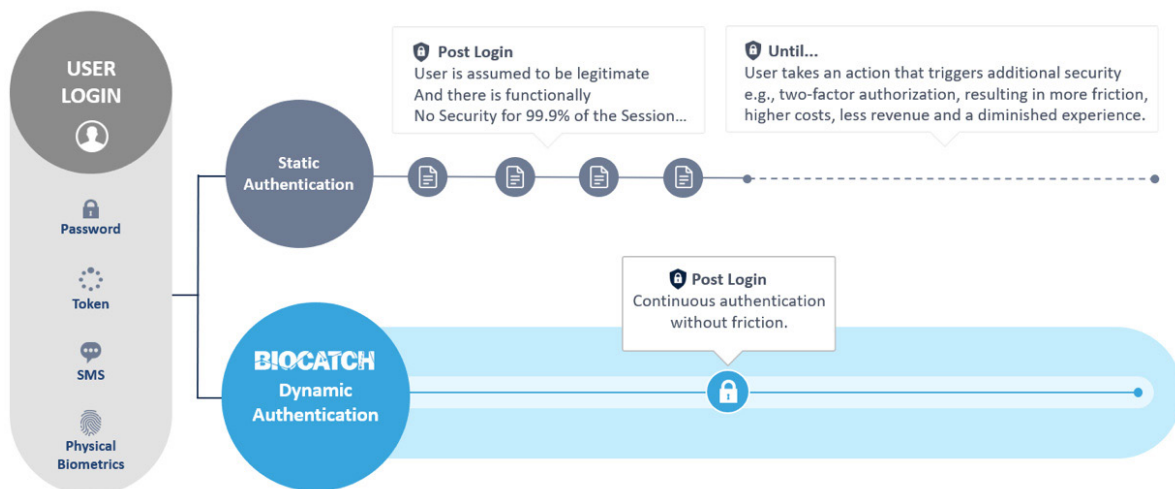 USER
LOGIN
Password
Token
SMS
Physical
Biometrics
Static
Authentication
Post Login
User is assumed to be legitimate
And there is functionally
No Security for 99.9% of the Session...
Until...
User takes an action that triggers additional security
e.g., two-factor authorization, resulting in more friction,
higher costs, less revenue and a diminished experience.
BIOCATCH
Dynamic
Authentication
Post Login
Continuous authentication
without friction.